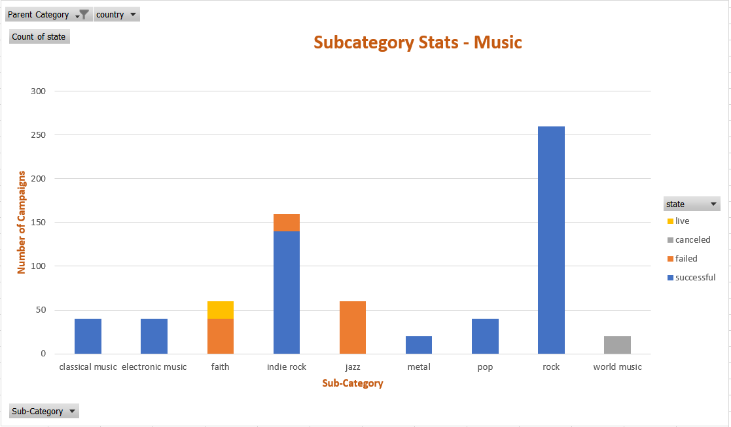 Parent Category country
Count of state
Subcategory Stats - Music
Number of Campaigns
300
250
200
150
100
50
0
classical music electronic music faith indie rock jazz metal pop rock world music
Sub-Category
state
live
canceled
failed
successful
Sub-Category